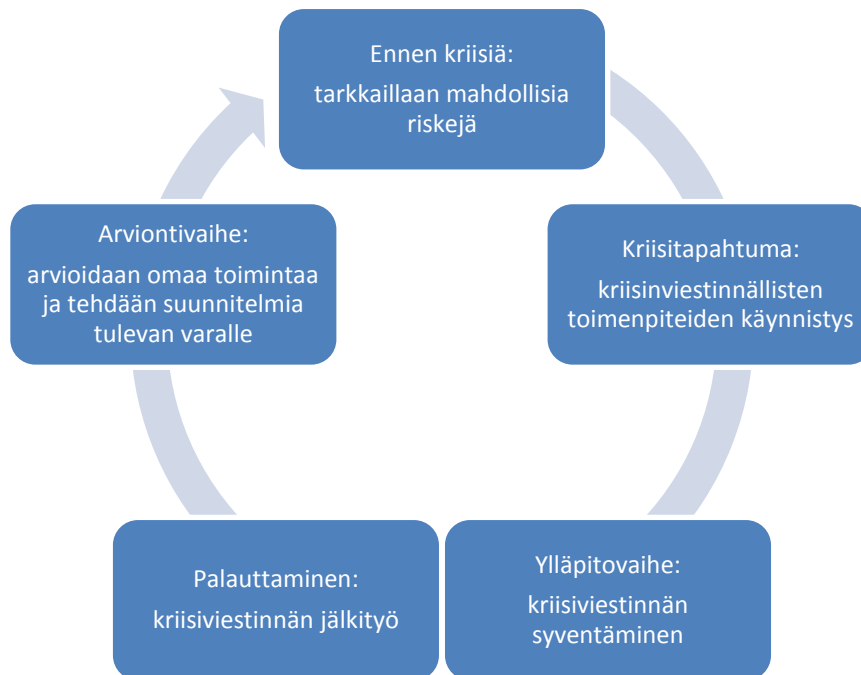 Ennen kriisiä:
tarkkaillaan mahdollisia
riskejä
Kriisitapahtuma:
kriisinviestinnällisten
toimenpiteiden käynnistys
Ylläpitovaihe:
kriisiviestinnän
syventäminen
Palauttaminen:
kriisiviestinnän jälkityö
Arviontivaihe:
arvioidaan omaa toimintaa
ja tehdään suunnitelmia
tulevan varalle